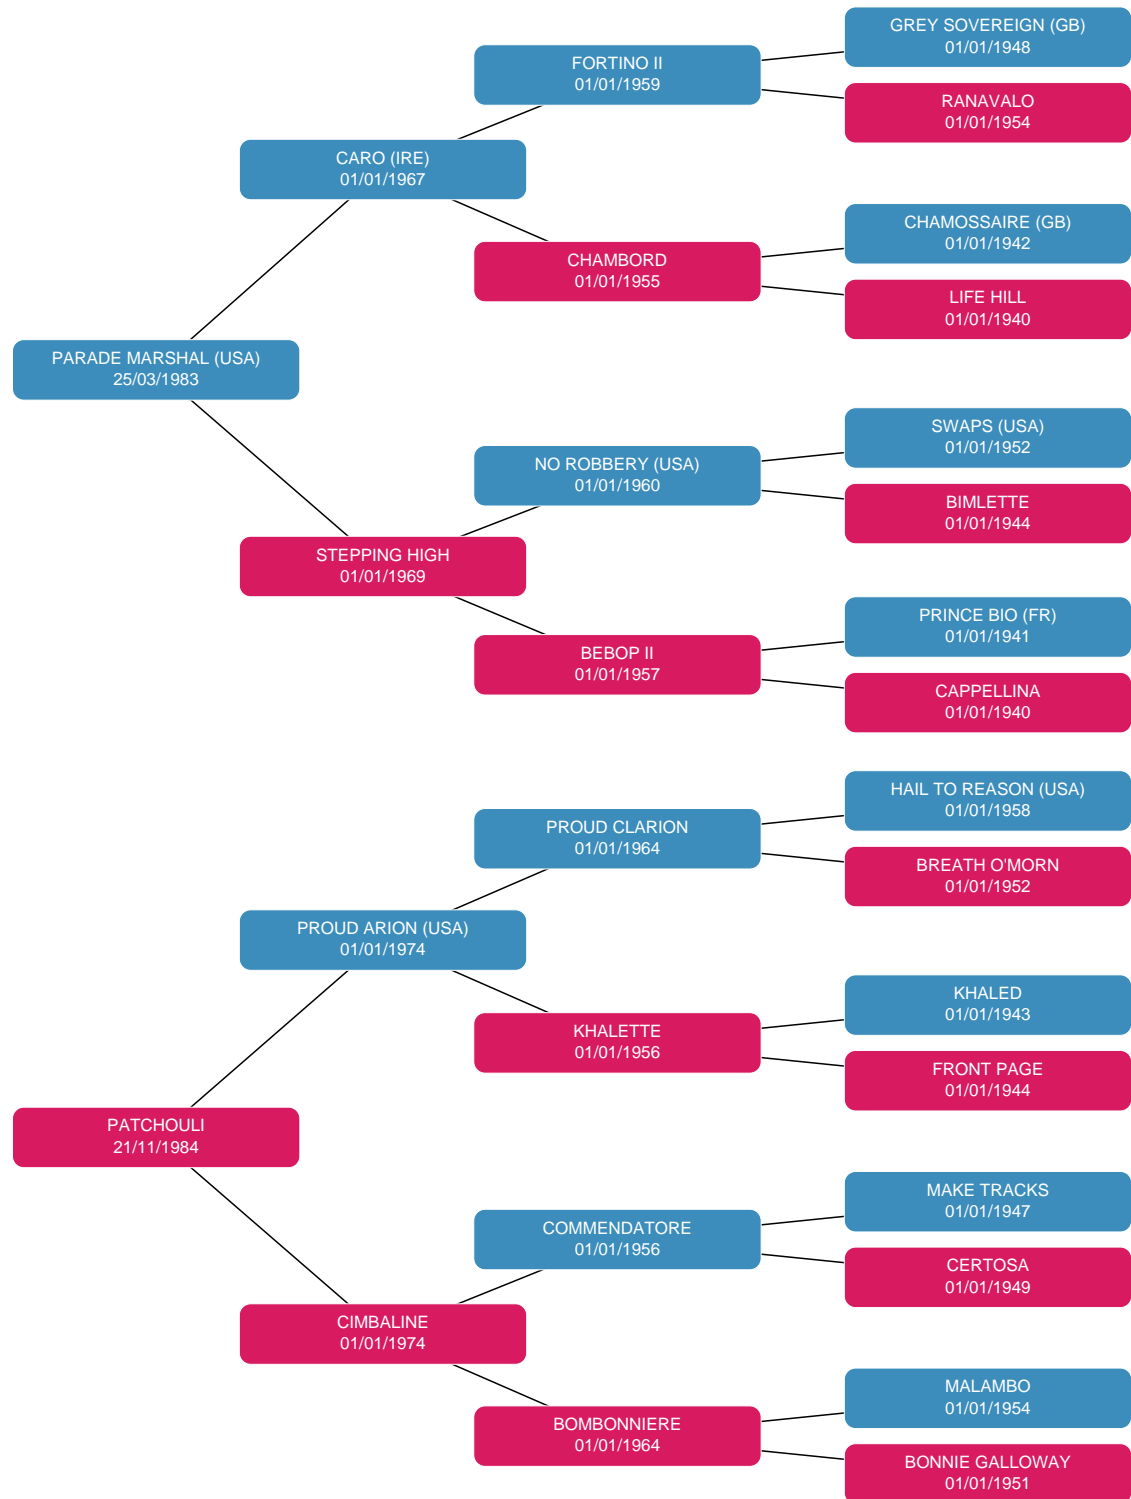 GREY SOVEREIGN (GB)
01/01/1948
FORTINO II
01/01/1959
RANAVALO
01/01/1954
CARO (IRE)
01/01/1967
CHAMOSSAIRE (GB)
01/01/1942
CHAMBORD
01/01/1955
LIFE HILL
01/01/1940
PARADE MARSHAL (USA)
25/03/1983
SWAPS (USA)
01/01/1952
NO ROBBERY (USA)
01/01/1960
BIMLETTE
01/01/1944
STEPPING HIGH
01/01/1969
PRINCE BIO (FR)
01/01/1941
BEBOP II
01/01/1957
CAPPELLINA
01/01/1940
HAIL TO REASON (USA)
01/01/1958
PROUD CLARION
01/01/1964
BREATH O'MORN
01/01/1952
PROUD ARION (USA)
01/01/1974
KHALED
01/01/1943
KHALETTE
01/01/1956
FRONT PAGE
01/01/1944
PATCHOULI
21/11/1984
MAKE TRACKS
01/01/1947
COMMENDATORE
01/01/1956
CERTOSA
01/01/1949
CIMBALINE
01/01/1974
MALAMBO
01/01/1954
BOMBONNIERE
01/01/1964
BONNIE GALLOWAY
01/01/1951